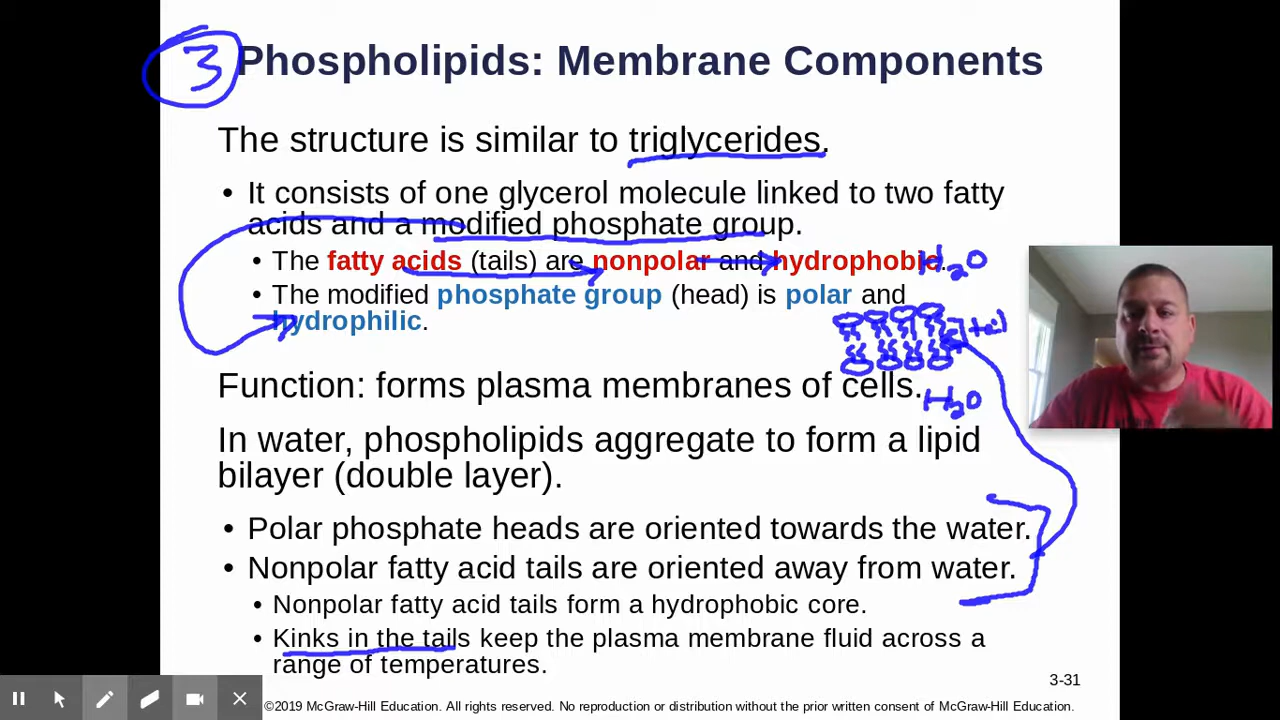 3
Phospholipids: Membrane Components
The structure is similar to triglycerides.
• It consists of one glycerol molecule linked to two fatty
acids and a modified phosphate group.
• The fatty acids (tails) are nonpolar and hydrophobic.
H2O
• The modified phosphate group (head) is polar and
hydrophilic.
tail
Function: forms plasma membranes of cells.
H2O
In water, phospholipids aggregate to form a lipid
bilayer (double layer).
• Polar phosphate heads are oriented towards the water.
• Nonpolar fatty acid tails are oriented away from water.
• Nonpolar fatty acid tails form a hydrophobic core.
• Kinks in the tails keep the plasma membrane fluid across a
range of temperatures.
3-31
©2019 McGraw-Hill Education. All rights reserved. No reproduction or distribution without the prior written consent of McGraw-Hill Education.